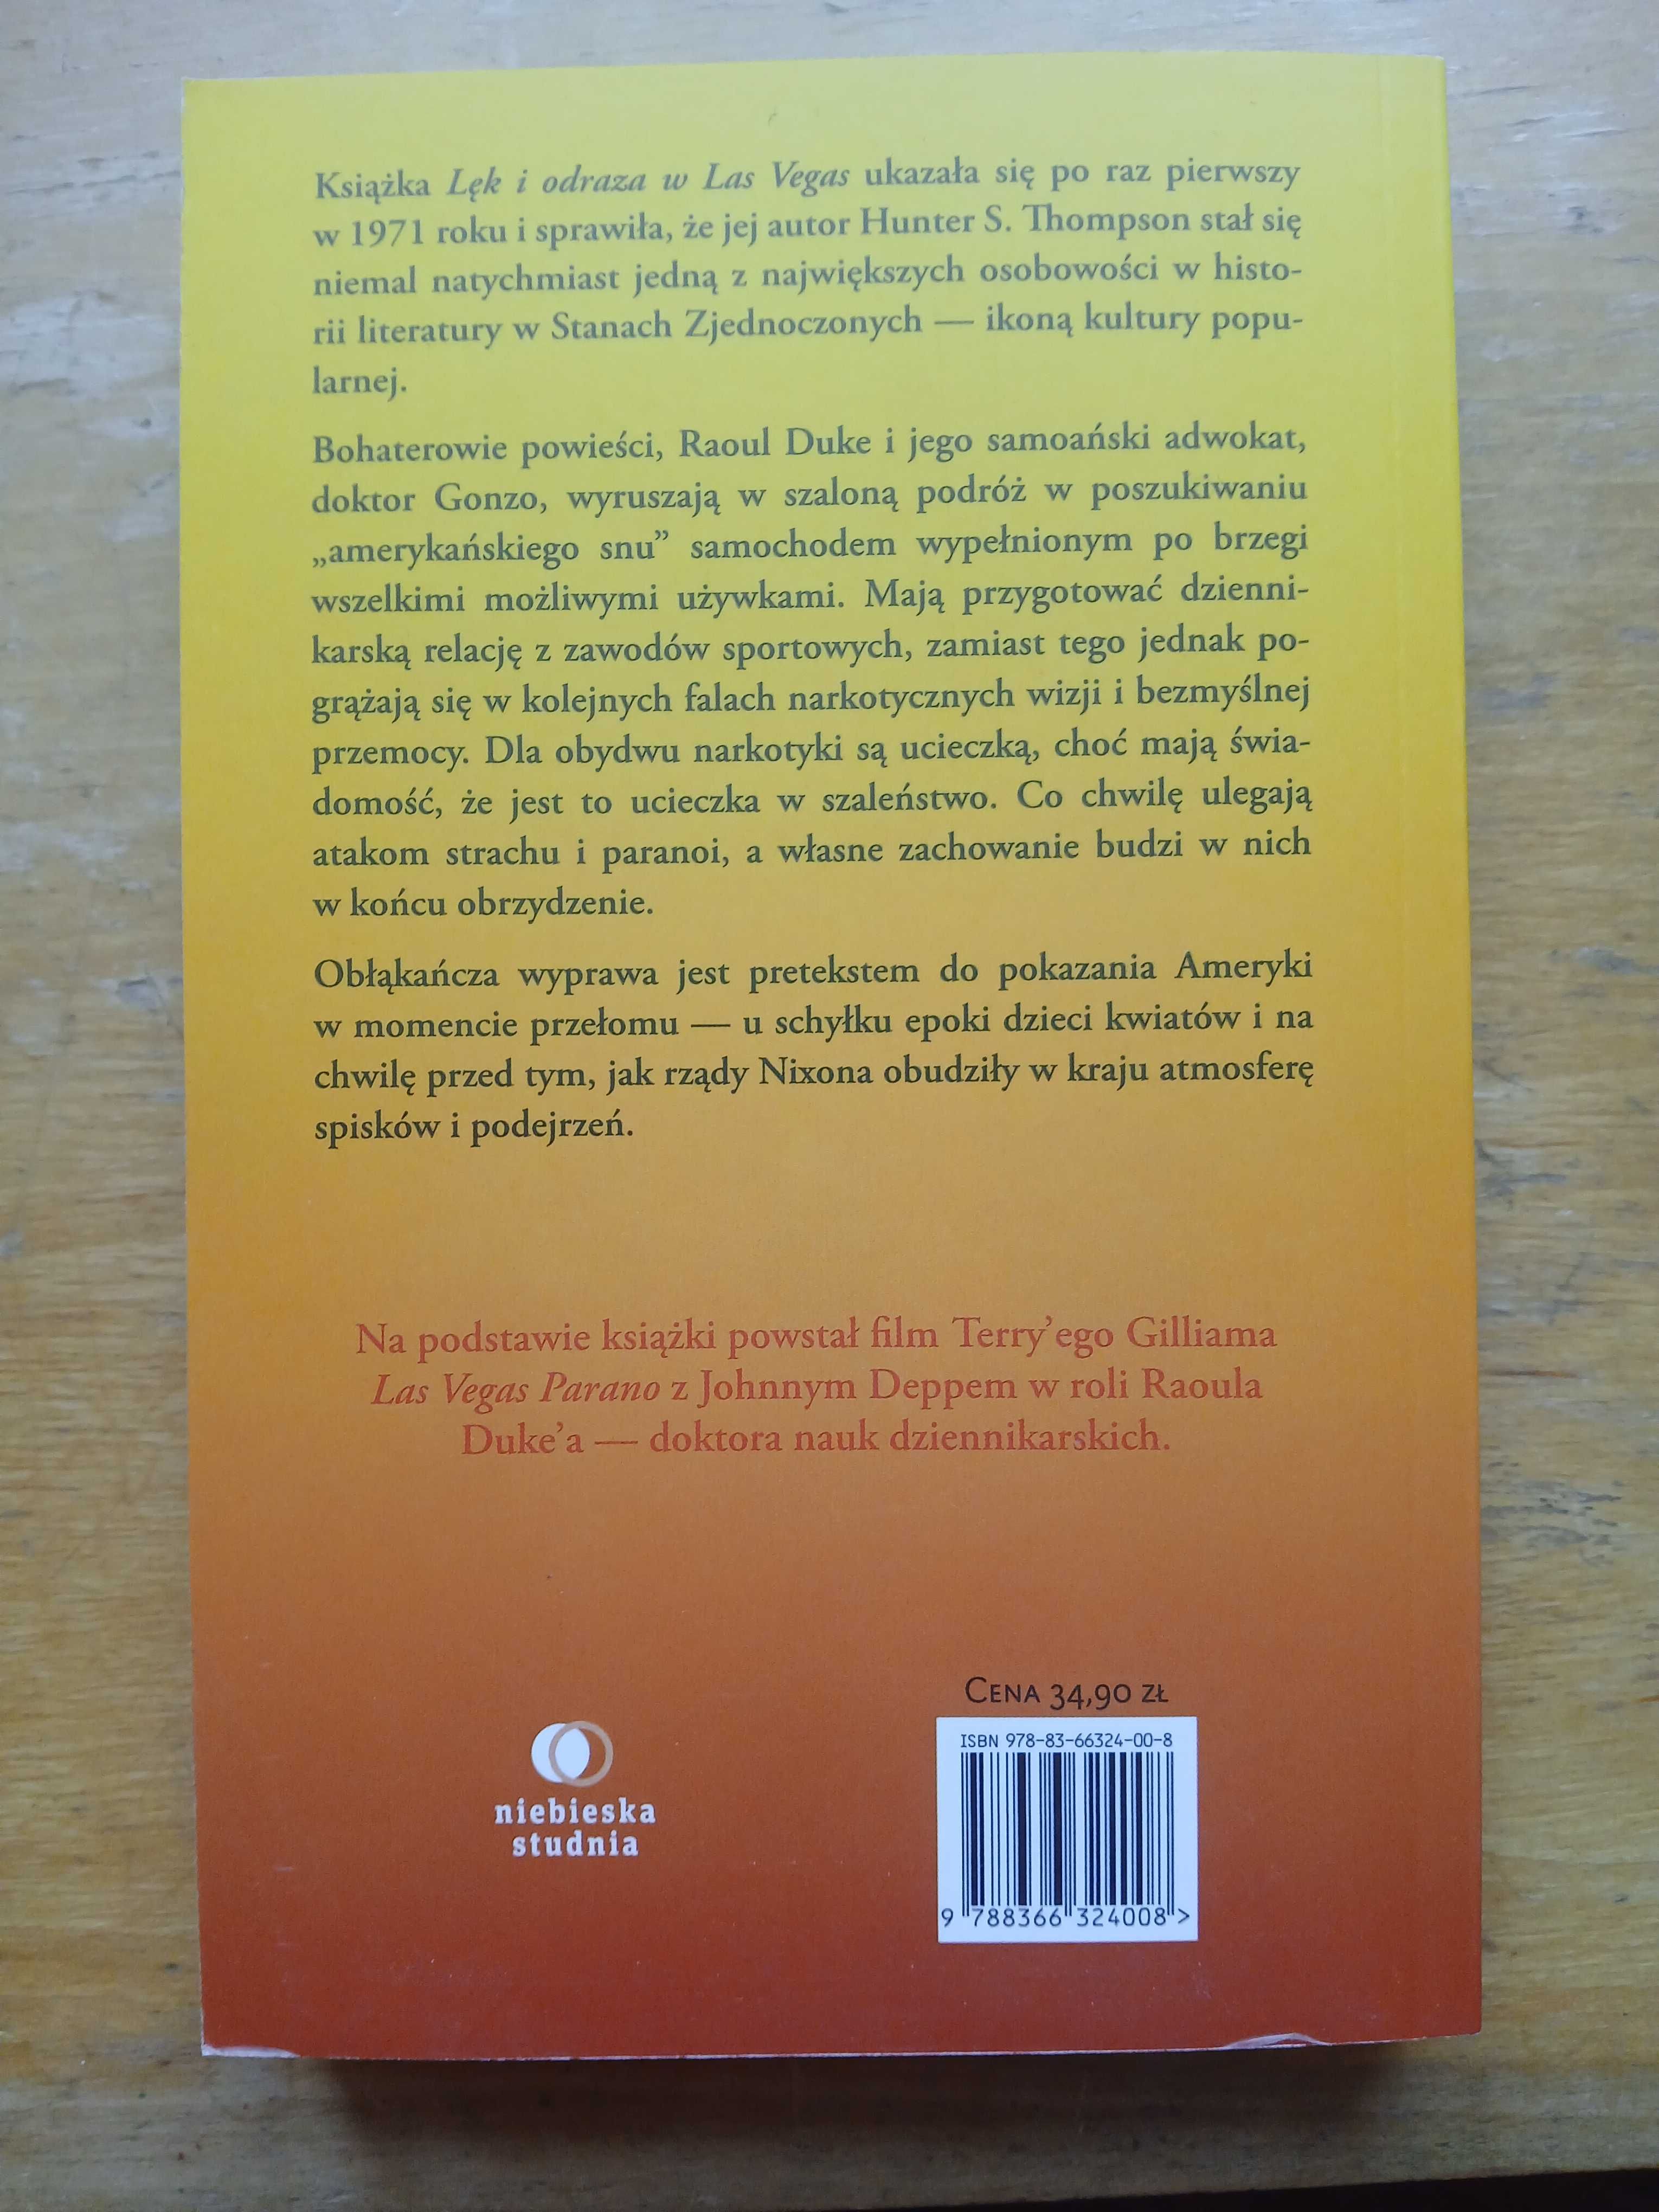 Książka Lęk i odraza w Las Vegas ukazała się po raz pierwszy
w 1971 roku i sprawiła, że jej autor Hunter S. Thompson stał się
niemal natychmiast jedną z największych osobowości w histo-
rii literatury w Stanach Zjednoczonych — ikoną kultury popu-
larnej.
Bohaterowie powieści, Raoul Duke i jego samoański adwokat,
doktor Gonzo, wyruszają w szaloną podróż w poszukiwaniu
„amerykańskiego snu” samochodem wypełnionym po brzegi
wszelkimi możliwymi używkami. Mają przygotować dzienni-
karską relację z zawodów sportowych, zamiast tego jednak po-
grążają się w kolejnych falach narkotycznych wizji i bezmyślnej
przemocy. Dla obydwu narkotyki są ucieczką, choć mają świa-
domość, że jest to ucieczka w szaleństwo. Co chwilę ulegają
atakom strachu i paranoi, a własne zachowanie budzi w nich
w końcu obrzydzenie.
Obłąkańcza wyprawa jest pretekstem do pokazania Ameryki
w momencie przełomu — u schyłku epoki dzieci kwiatów i na
chwilę przed tym, jak rządy Nixona obudziły w kraju atmosferę
spisków i podejrzeń.
Na podstawie książki powstał film Terry’ego Gilliama
Las Vegas Parano z Johnnym Deppem w roli Raoula
Duke’a — doktora nauk dziennikarskich.
niebieska
studnia
Cena 34,90 zł
ISBN 978-83-66324-00-8
9 788366 324008 >